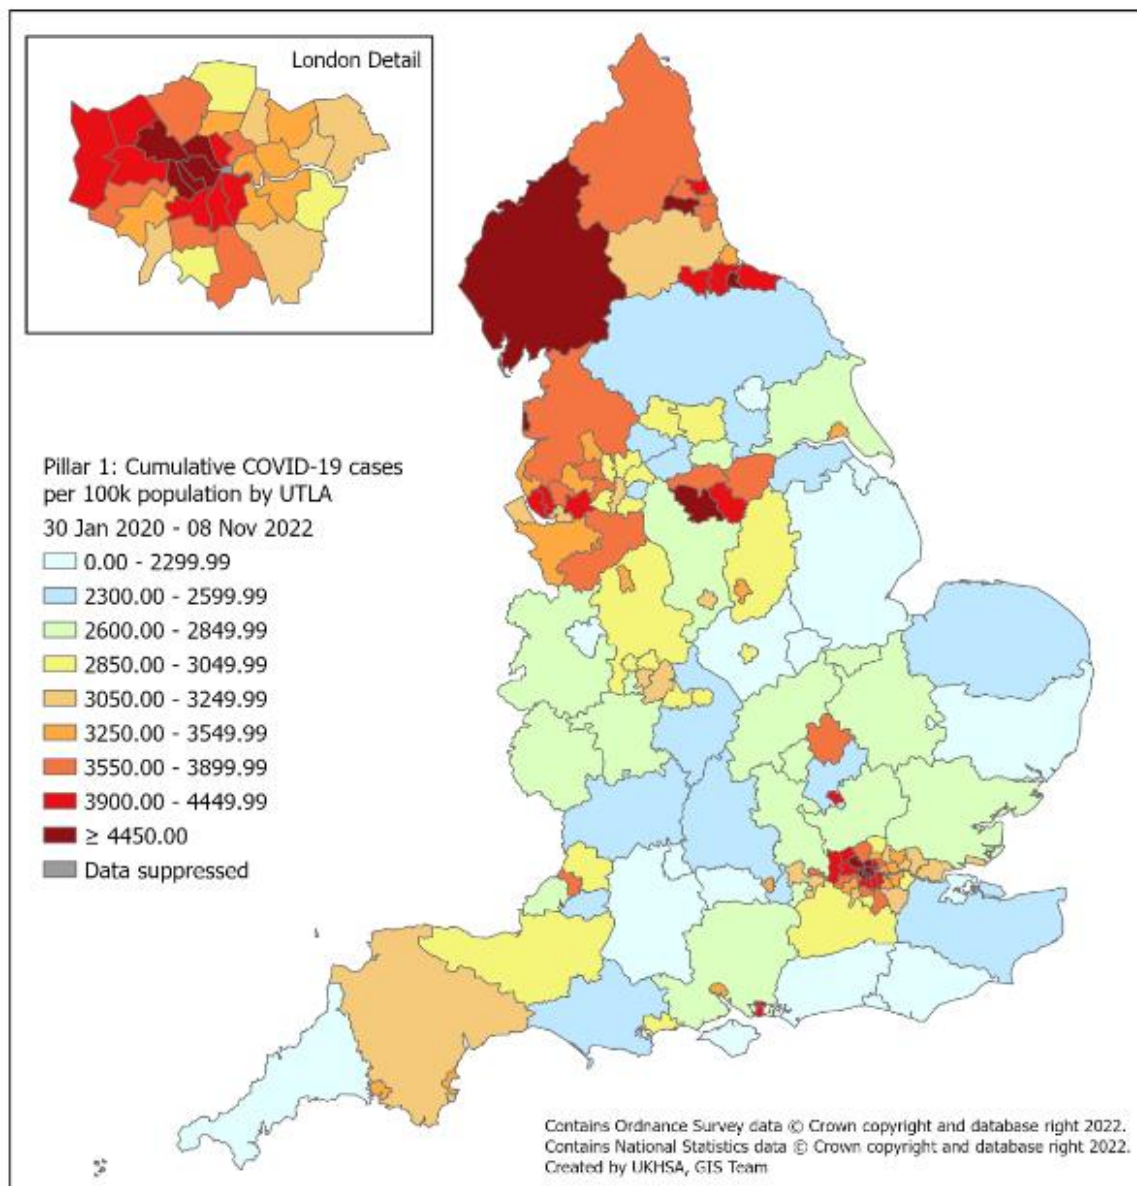 London Detail
Pillar 1: Cumulative COVID-19 cases
per 100k population by UTLA
30 Jan 2020 - 08 Nov 2022
0.00 - 2299.99
2300.00 - 2599.99
2600.00 - 2849.99
2850.00 - 3049.99
3050.00 - 3249.99
3250.00 - 3549.99
3550.00 - 3899.99
3900.00 - 4449.99
≥ 4450.00
Data suppressed
Contains Ordnance Survey data © Crown copyright and database right 2022.
Contains National Statistics data © Crown copyright and database right 2022.
Created by UKHSA, GIS Team